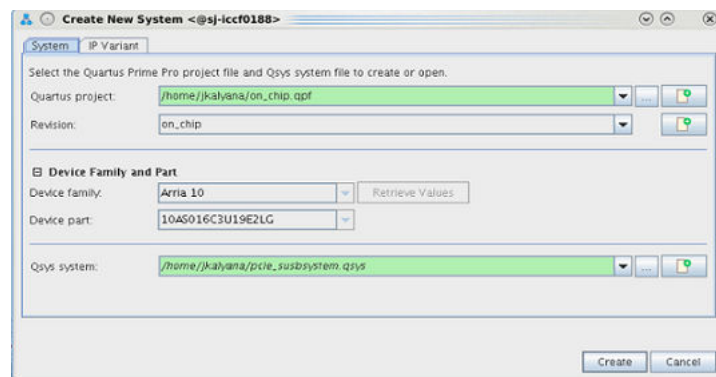 Create New System <@sj-iccf0188>
System IP Variant
Select the Quartus Prime Pro project file and Qsys system file to create or open.
Quartus project: /home/jkalyana/on_chip.qpf ...
Revision: on_chip
Device Family and Part
Device family: Arria 10 Retrieve Values
Device part: 10AS016C3U19E2LG
Qsys system: /home/jkalyana/pcie_susbsystem.qsys ...
Create Cancel